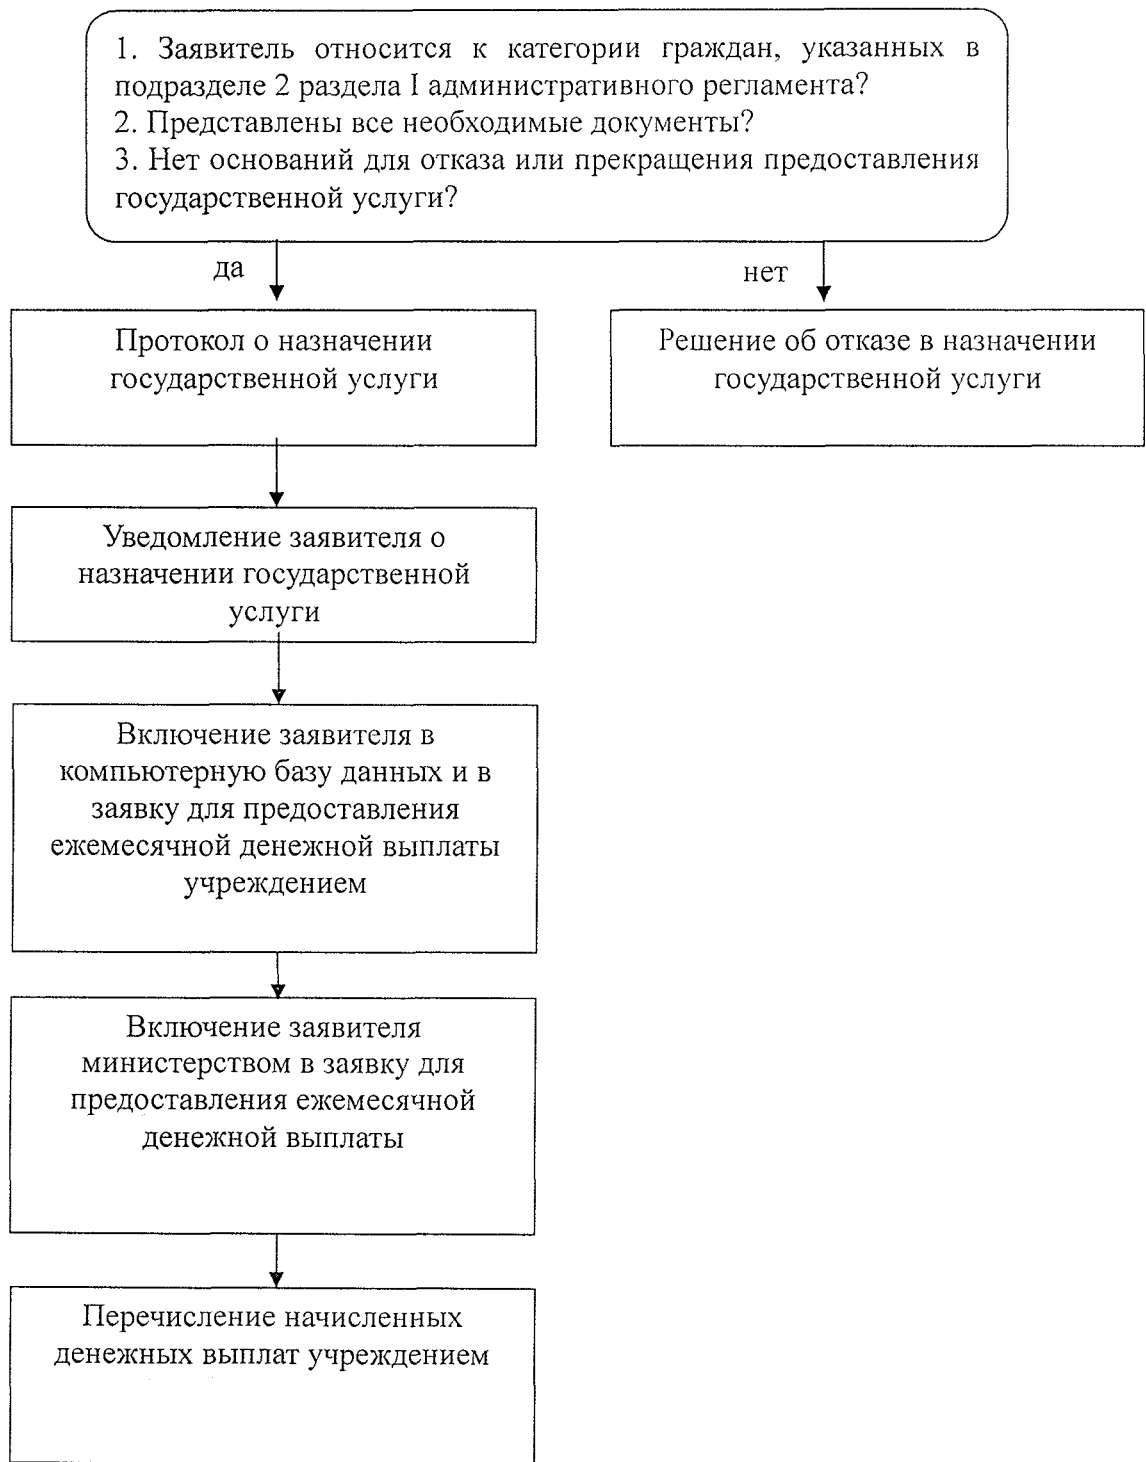 1. Заявитель относится к категории граждан, указанных в
подразделе 2 раздела I административного регламента?
2. Представлены все необходимые документы?
3. Нет оснований для отказа или прекращения предоставления
государственной услуги?
да
нет
Протокол о назначении
государственной услуги
Решение об отказе в назначении
государственной услуги
Уведомление заявителя о
назначении государственной
услуги
Включение заявителя в
компьютерную базу данных и в
заявку для предоставления
ежемесячной денежной выплаты
учреждением
Включение заявителя
министерством в заявку для
предоставления ежемесячной
денежной выплаты
Перечисление начисленных
денежных выплат учреждением